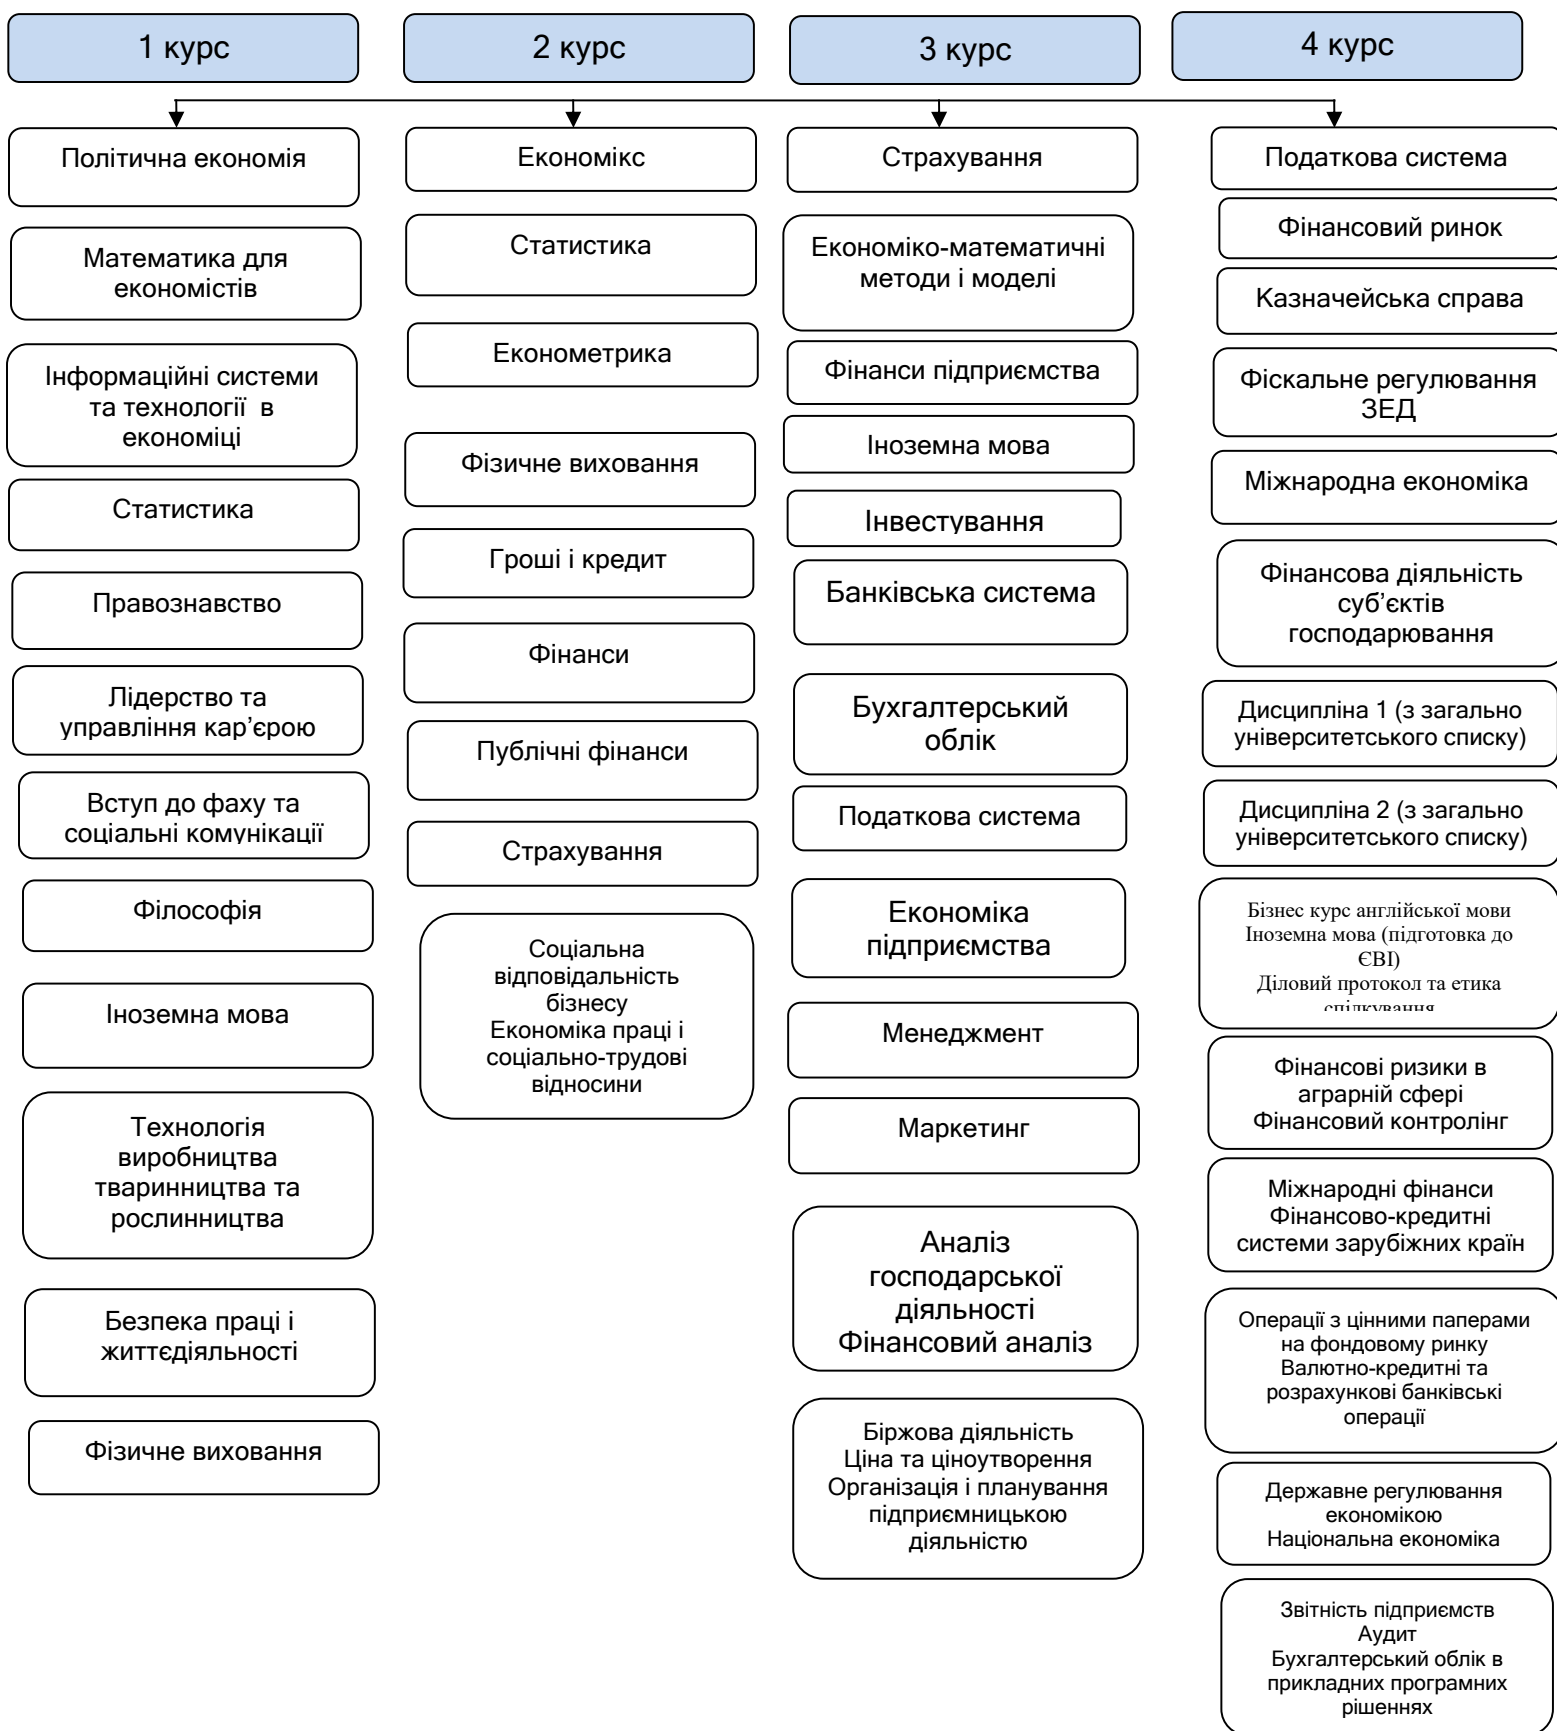 1 курс
2 курс
3 курс
4 курс
Політична економія
Математика для
економістів
Інформаційні системи
та технології в
економіці
Статистика
Правознавство
Лідерство та
управління кар’єрою
Вступ до фаху та
соціальні комунікації
Філософія
Іноземна мова
Технологія
виробництва
тваринництва та
рослинництва
Безпека праці і
життєдіяльності
Фізичне виховання
Економікс
Статистика
Економетрика
Фізичне виховання
Гроші і кредит
Фінанси
Публічні фінанси
Страхування
Соціальна
відповідальність
бізнесу
Економіка праці і
соціально-трудові
відносини
Страхування
Економіко-математичні
методи і моделі
Фінанси підприємства
Іноземна мова
Інвестування
Банківська система
Бухгалтерський
облік
Податкова система
Економіка
підприємства
Менеджмент
Маркетинг
Аналіз
господарської
діяльності
Фінансовий аналіз
Біржова діяльність
Ціна та ціноутворення
Організація і планування
підприємницькою
діяльністю
Податкова система
Фінансовий ринок
Казначейська справа
Фіскальне регулювання
ЗЕД
Міжнародна економіка
Фінансова діяльність
суб’єктів
господарювання
Дисципліна 1 (з загально
університетського списку)
Дисципліна 2 (з загально
університетського списку)
Бізнес курс англійської мови
Іноземна мова (підготовка до
ЄВІ)
Діловий протокол та етика
спілкування
Фінансові ризики в
аграрній сфері
Фінансовий контролінг
Міжнародні фінанси
Фінансово-кредитні
системи зарубіжних країн
Операції з цінними паперами
на фондовому ринку
Валютно-кредитні та
розрахункові банківські
операції
Державне регулювання
економікою
Національна економіка
Звітність підприємств
Аудит
Бухгалтерський облік в
прикладних програмних
рішеннях